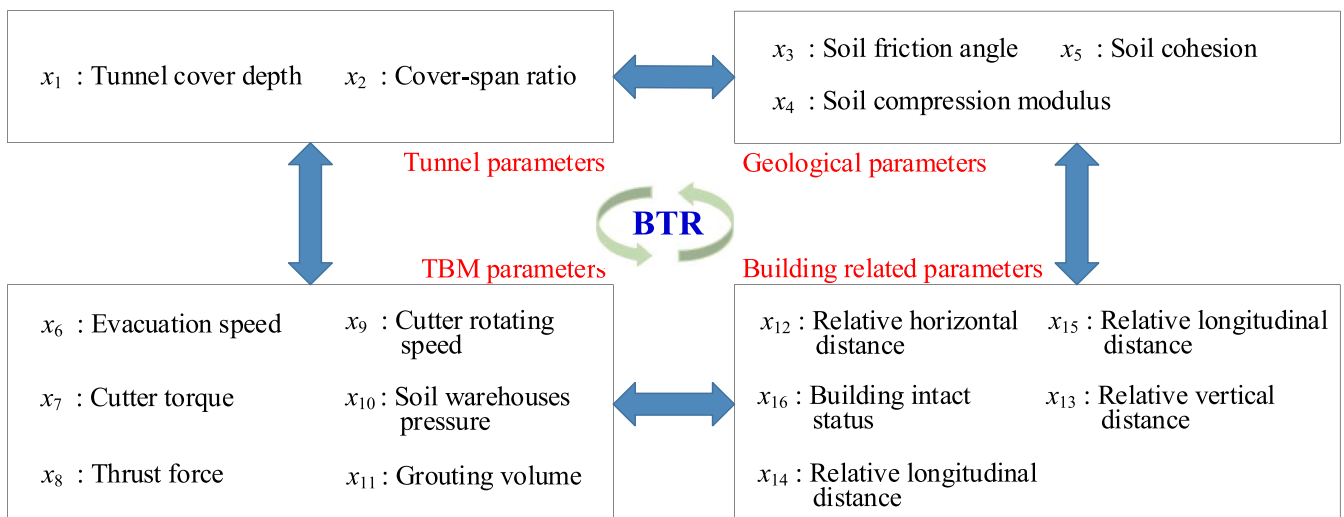 x1 : Tunnel cover depth
x2 : Cover-span ratio
Tunnel parameters
x3 : Soil friction angle
x5 : Soil cohesion
x4 : Soil compression modulus
Geological parameters
BTR
TBM parameters
x6 : Evacuation speed
x9 : Cutter rotating
speed
x7 : Cutter torque
x10 : Soil warehouses
pressure
x8 : Thrust force
x11 : Grouting volume
Building related parameters
x12 : Relative horizontal
distance
x15 : Relative longitudinal
distance
x16 : Building intact
status
x13 : Relative vertical
distance
x14 : Relative longitudinal
distance